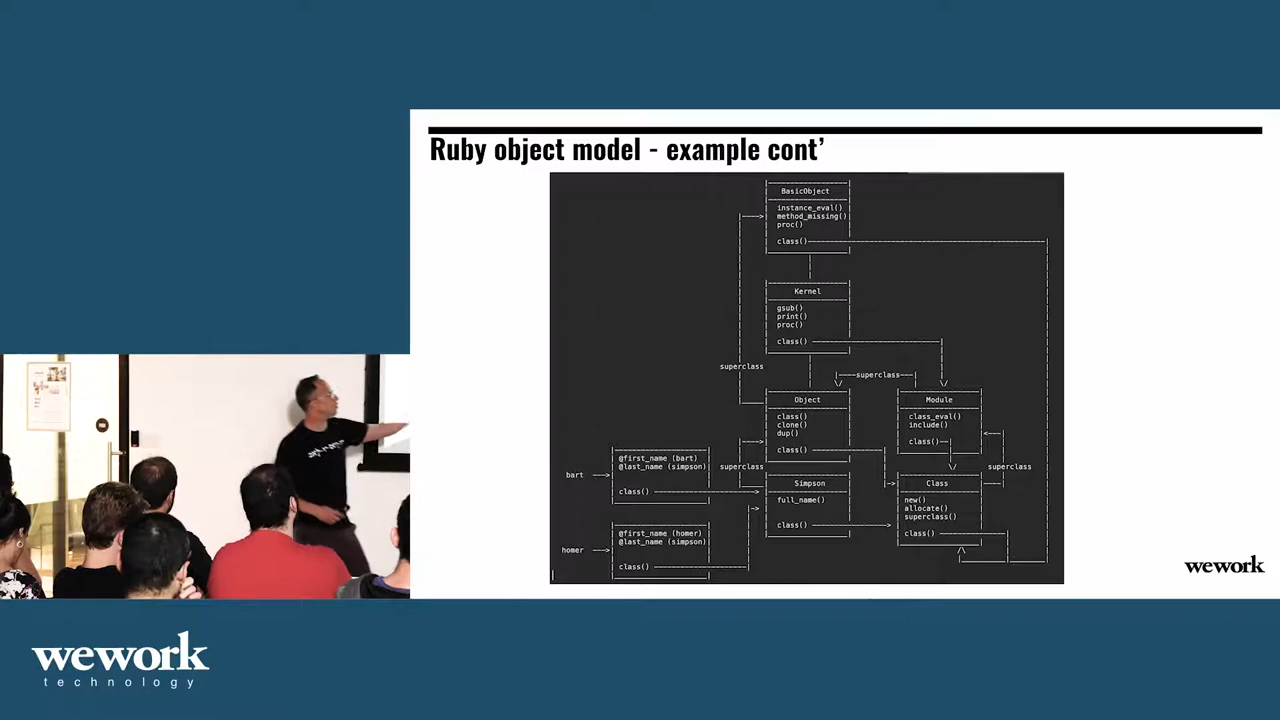 Ruby object model - example cont’
BasicObject
instance_eval()
method_missing()
proc()
class()
Kernel
gsub()
print()
proc()
class()
superclass
superclass
Object
class()
clone()
dup()
class()
Module
class_eval()
include()
class()
bart
@first_name (bart)
@last_name (simpson)
class()
superclass
superclass
Simpson
full_name()
class()
Class
new()
allocate()
superclass()
class()
homer
@first_name (homer)
@last_name (simpson)
class()
wework
wework
technology